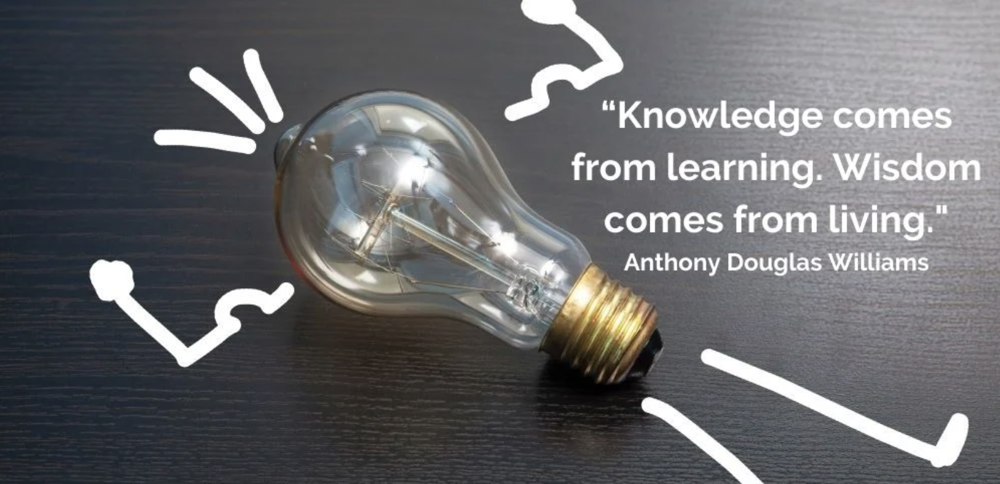 “Knowledge comes
from learning. Wisdom
comes from living."
Anthony Douglas Williams